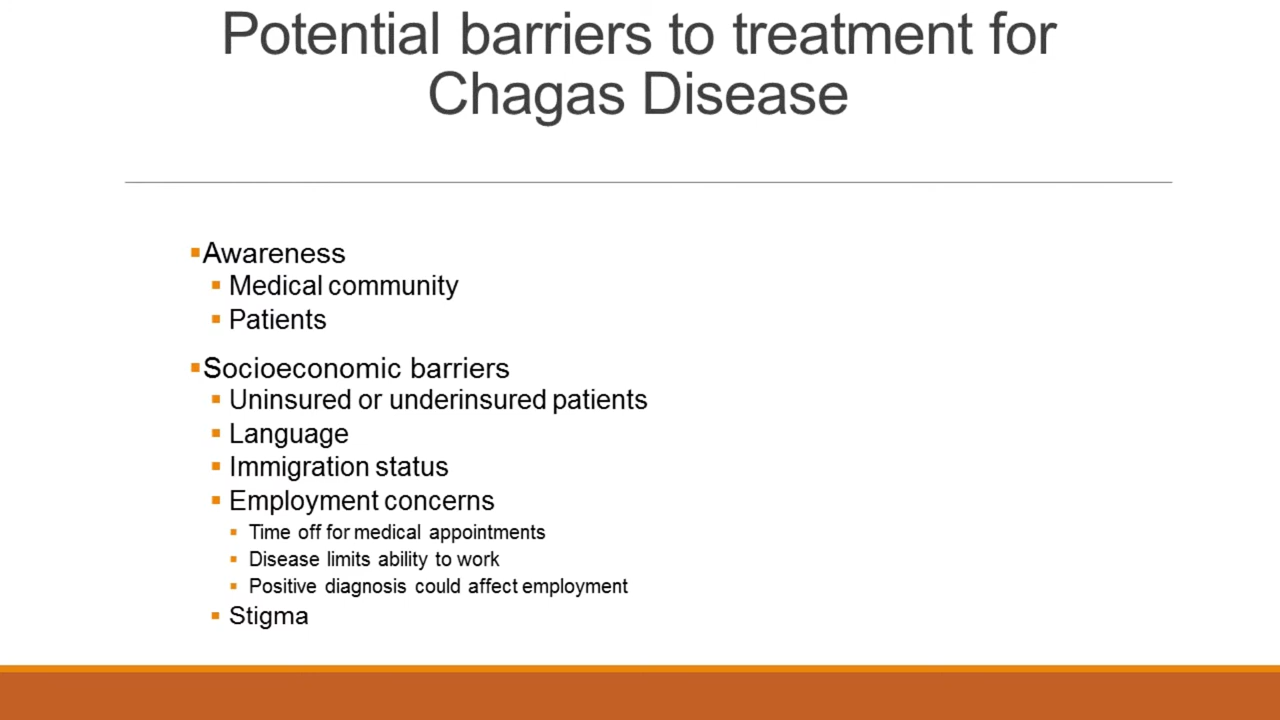 Potential barriers to treatment for
Chagas Disease
▪Awareness
▪ Medical community
▪ Patients
▪Socioeconomic barriers
▪ Uninsured or underinsured patients
▪ Language
▪ Immigration status
▪ Employment concerns
▪ Time off for medical appointments
▪ Disease limits ability to work
▪ Positive diagnosis could affect employment
▪ Stigma